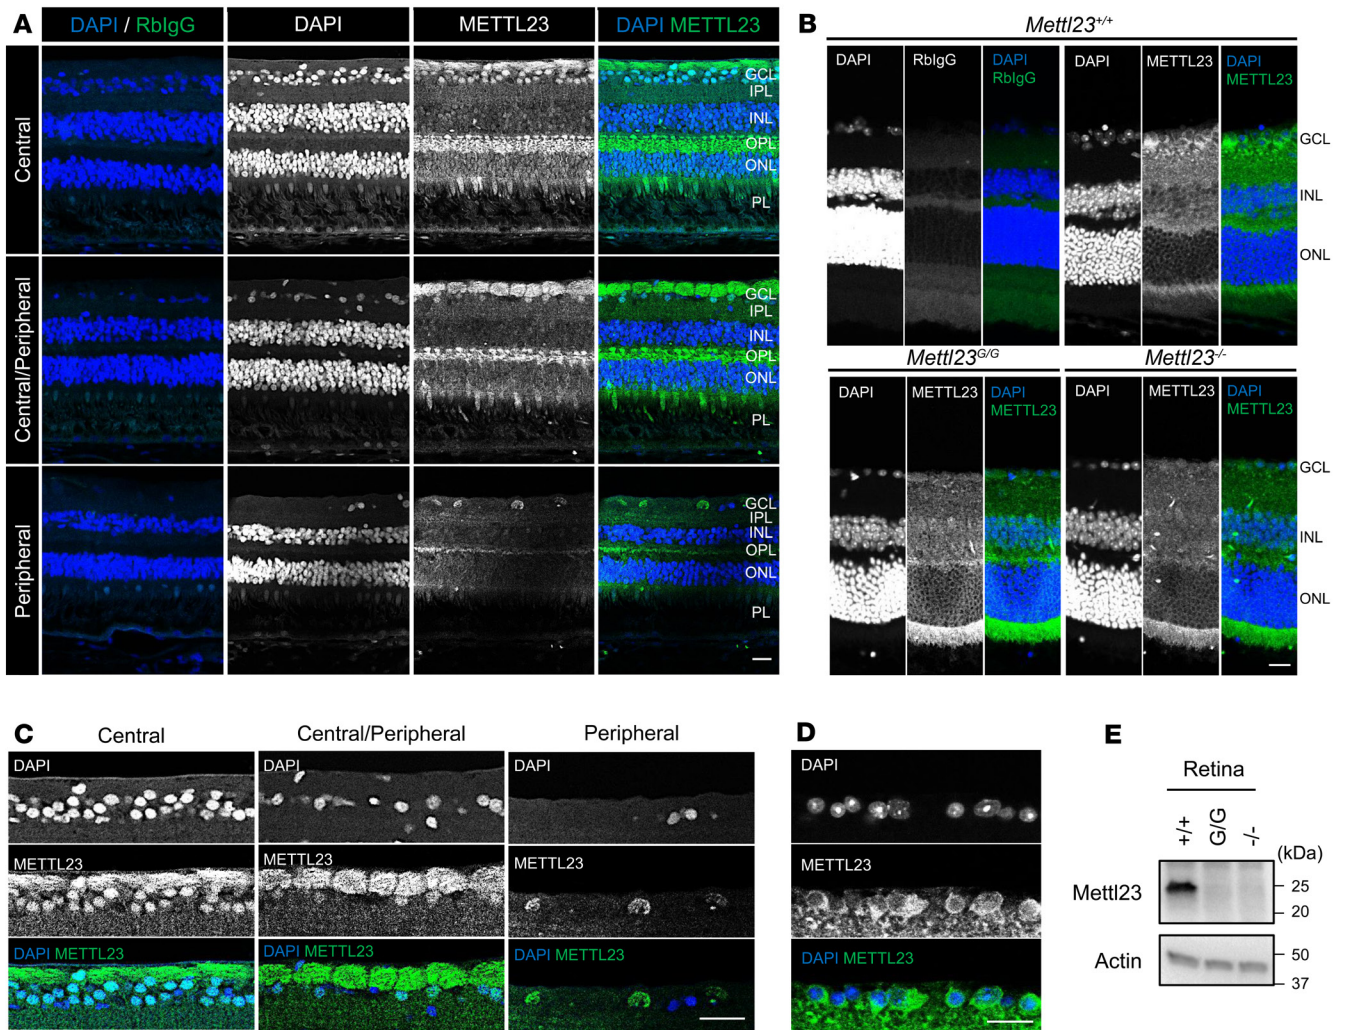 A
DAPI / RbIgG
DAPI
METTL23
DAPI METTL23
Central
GCL
IPL
INL
OPL
ONL
PL
Central/Peripheral
GCL
IPL
INL
OPL
ONL
PL
Peripheral
GCL
IPL
INL
OPL
ONL
PL
B
Mettl23+/+
DAPI
RbIgG
DAPI
RbIgG
DAPI
METTL23
DAPI
METTL23
GCL
INL
ONL
Mettl23G/G
Mettl23-/-
DAPI
METTL23
DAPI
METTL23
DAPI
METTL23
DAPI
METTL23
GCL
INL
ONL
C
Central
Central/Peripheral
Peripheral
DAPI
DAPI
DAPI
METTL23
METTL23
METTL23
DAPI METTL23
DAPI METTL23
DAPI METTL23
D
DAPI
METTL23
DAPI METTL23
E
Retina
+/+
G/G
-/-
(kDa)
Mettl23
25
20
Actin
50
37